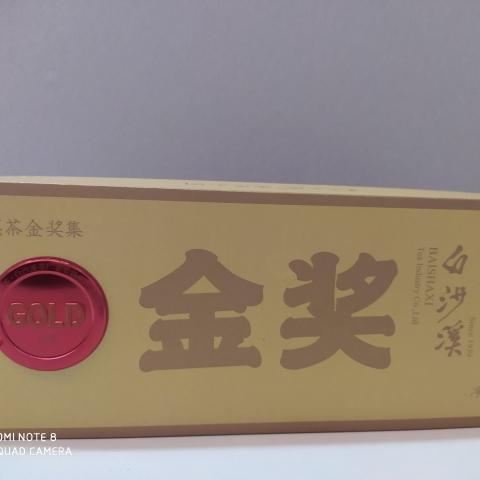 茶金奖集
GOLD
金奖
白沙溪
BAISHAXI
Tea Industry Co.,Ltd
Since 1939
OMI NOTE 8
QUAD CAMERA